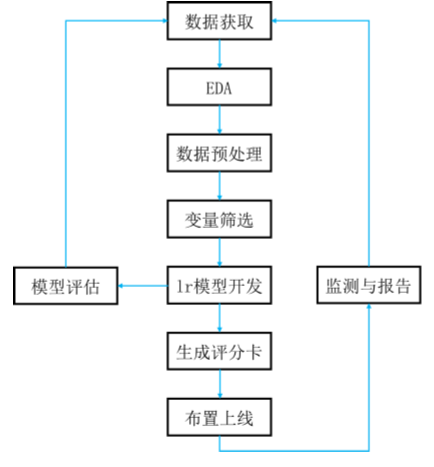 数据获取
EDA
数据预处理
变量筛选
模型评估
lr模型开发
监测与报告
生成评分卡
布置上线